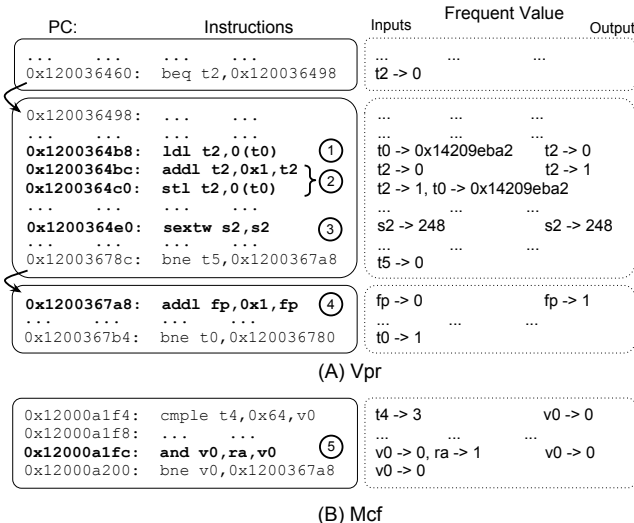 PC: Instructions Inputs Frequent Value Output
... ... ... ... ... ... ...
0x120036460: beq t2,0x120036498 t2 -> 0
0x120036498: ... ... ... ... ...
... ... ... ... ... ... ...
0x1200364b8: ldl t2,0(t0) 1 t0 -> 0x14209eba2 t2 -> 0
0x1200364bc: addl t2,0x1,t2 t2 -> 0 t2 -> 1
0x1200364c0: stl t2,0(t0) 2 t2 -> 1, t0 -> 0x14209eba2
... ... ... ... ... ... ...
0x1200364e0: sextw s2,s2 3 s2 -> 248 s2 -> 248
... ... ... ... ... ... ...
0x12003678c: bne t5,0x1200367a8 t5 -> 0
0x1200367a8: addl fp,0x1,fp 4 fp -> 0 fp -> 1
... ... ... ... ... ... ...
0x1200367b4: bne t0,0x120036780 t0 -> 1
(A) Vpr
0x12000a1f4: cmple t4,0x64,v0 t4 -> 3 v0 -> 0
0x12000a1f8: ... ... ... ... ...
0x12000a1fc: and v0,ra,v0 5 v0 -> 0, ra -> 1 v0 -> 0
0x12000a200: bne v0,0x1200367a8 v0 -> 0
(B) Mcf